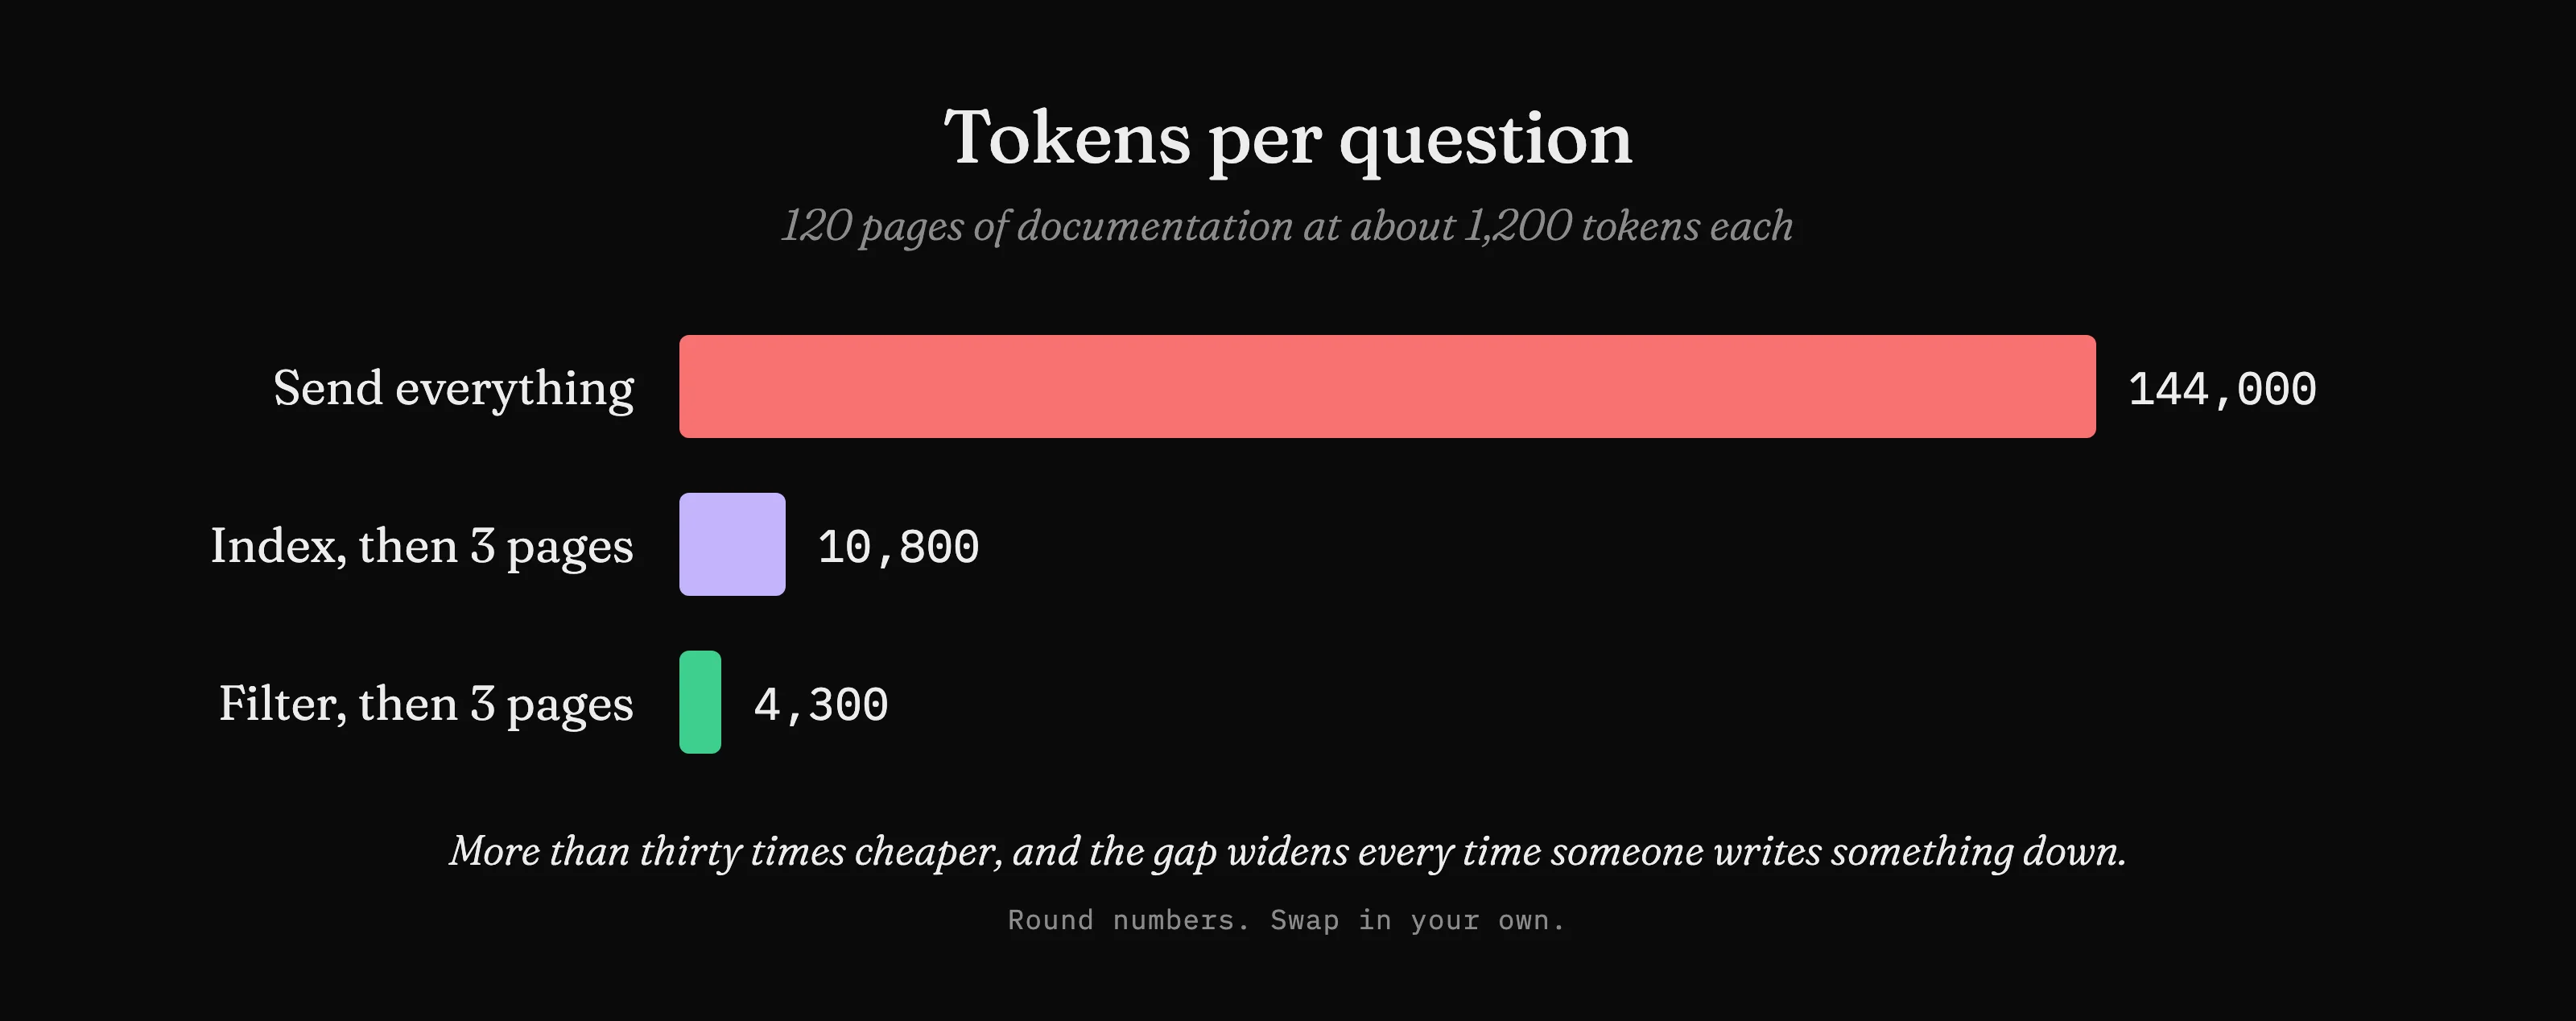 Tokens per question
120 pages of documentation at about 1,200 tokens each
Send everything
144,000
Index, then 3 pages
10,800
Filter, then 3 pages
4,300
More than thirty times cheaper, and the gap widens every time someone writes something down.
Round numbers. Swap in your own.